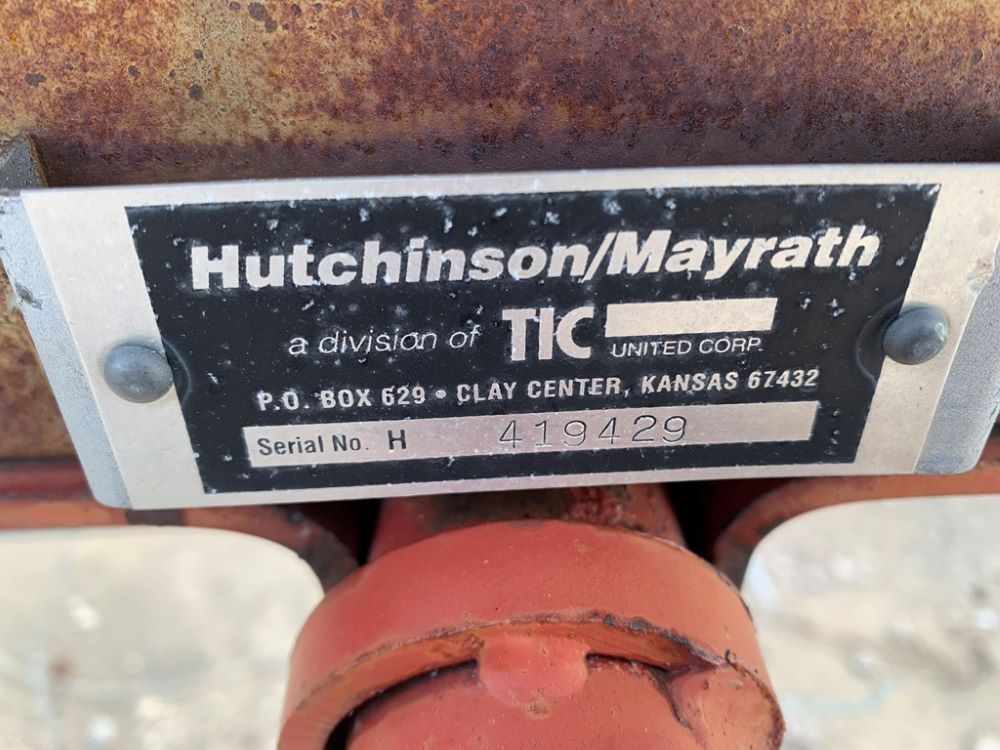 Hutchinson/Mayrath
a division of TIC UNITED CORP.
P.O. BOX 629 • CLAY CENTER, KANSAS 67432
Serial No. H 419429